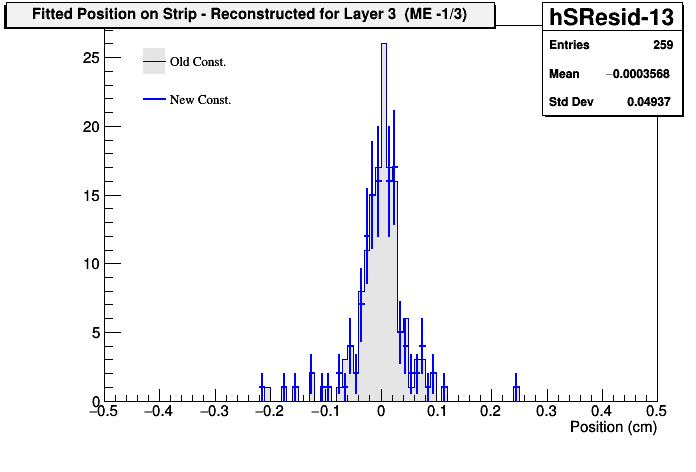 Fitted Position on Strip - Reconstructed for Layer 3 (ME -1/3)
hSResid-13
Entries 259
Mean −0.0003568
Std Dev 0.04937
Old Const.
New Const.
25
20
15
10
5
0
−0.5 −0.4 −0.3 −0.2 −0.1 0 0.1 0.2 0.3 0.4 0.5
Position (cm)